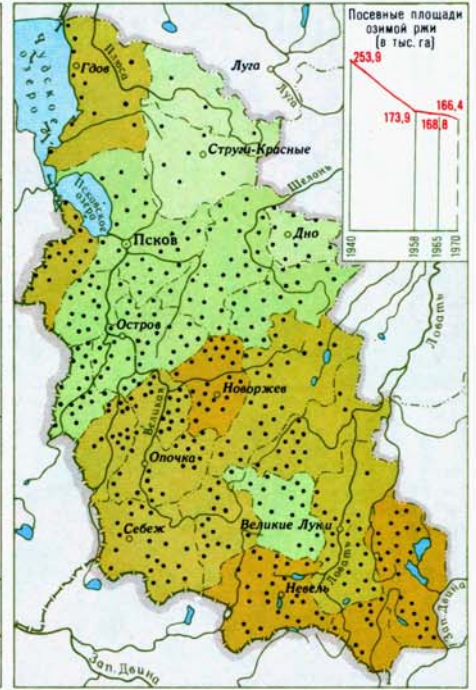 Посевные площади
озимой ржи
(в тыс. га)
253,9
173,9
168,8
166,4
1940
1958
1965
1970
Чудское
озеро
Гдов
Плюса
Луга
Луга
Струги-Красные
Псковское
озеро
Шелонь
Псков
Дно
Остров
Ловать
Новоржев
Великая
Опочка
Себеж
Великие Луки
Ловать
Невель
Зап. Двина
Зап. Двина